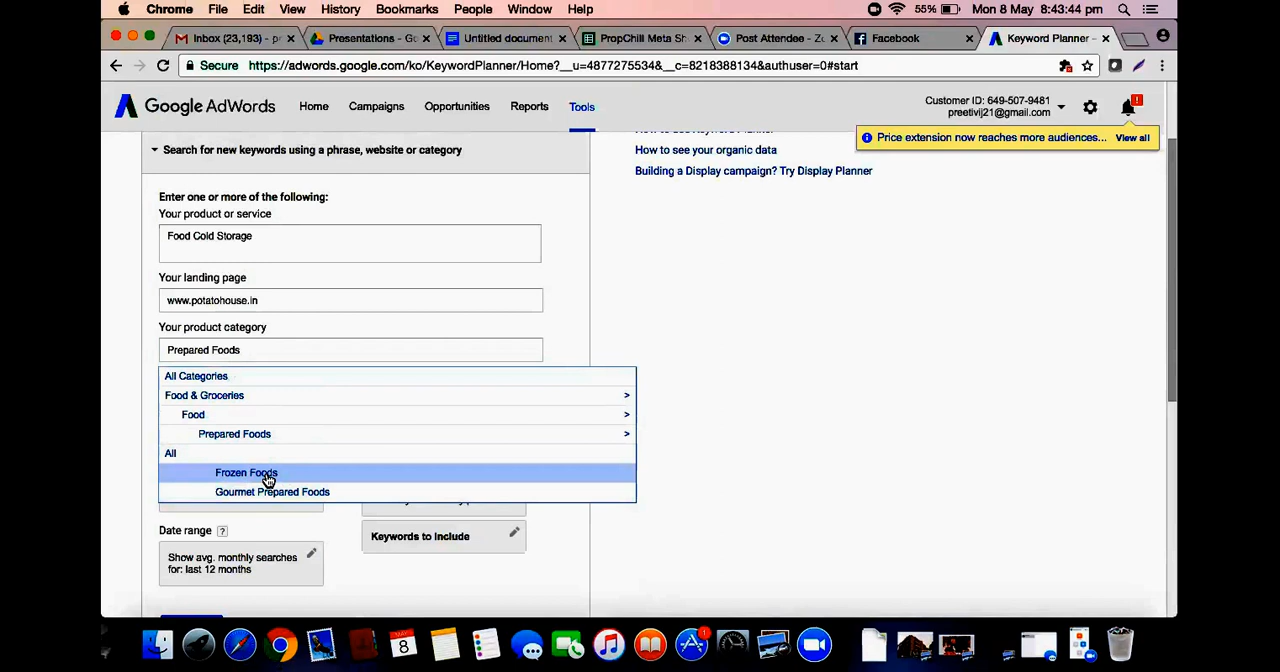 Chrome File Edit View History Bookmarks People Window Help 55% Mon 8 May 8:43:44 pm
Inbox (23,193) - pr Presentations - Go Untitled document PropChill Meta Sh Post Attendee - Zo Facebook Keyword Planner -
Secure https://adwords.google.com/ko/KeywordPlanner/Home?__u=4877275534&__c=8218388134&authuser=0#start
Google AdWords Home Campaigns Opportunities Reports Tools
Customer ID: 649-507-9481
preetivij21@gmail.com
Price extension now reaches more audiences... View all
Search for new keywords using a phrase, website or category
How to see your organic data
Building a Display campaign? Try Display Planner
Enter one or more of the following:
Your product or service
Food Cold Storage
Your landing page
www.potatohouse.in
Your product category
Prepared Foods
All Categories
Food & Groceries >
Food >
Prepared Foods >
All
Frozen Foods
Gourmet Prepared Foods
Date range ?
Keywords to include
Show avg. monthly searches
for: last 12 months